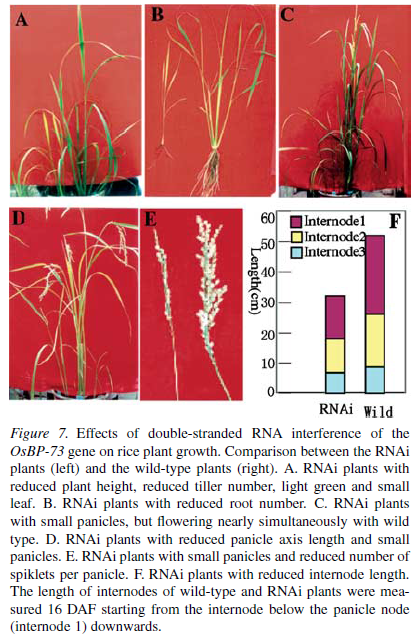 A
B
C
D
E
F
60
50
40
30
20
10
0
Length(cm)
Internode1
Internode2
Internode3
RNAi
Wild
Figure 7. Effects of double-stranded RNA interference of the
OsBP-73 gene on rice plant growth. Comparison between the RNAi
plants (left) and the wild-type plants (right). A. RNAi plants with
reduced plant height, reduced tiller number, light green and small
leaf. B. RNAi plants with reduced root number. C. RNAi plants
with small panicles, but flowering nearly simultaneously with wild
type. D. RNAi plants with reduced panicle axis length and small
panicles. E. RNAi plants with small panicles and reduced number of
spiklets per panicle. F. RNAi plants with reduced internode length.
The length of internodes of wild-type and RNAi plants were mea-
sured 16 DAF starting from the internode below the panicle node
(internode 1) downwards.